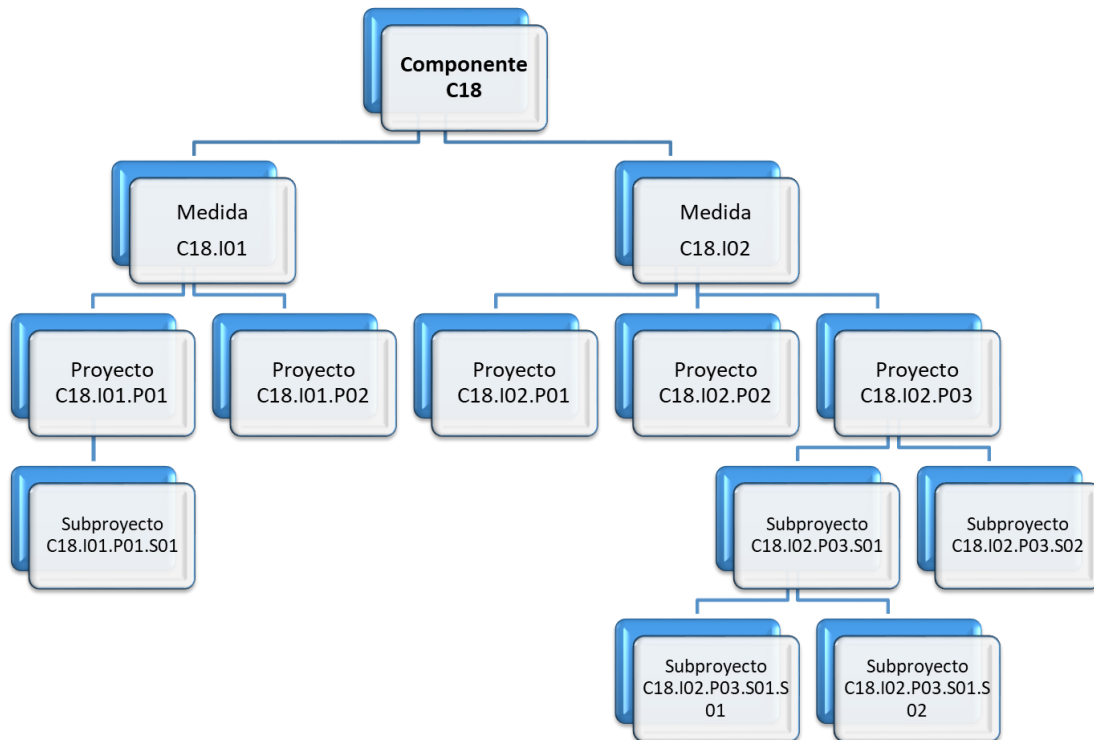 Componente
C18
Medida
C18.I01
Medida
C18.I02
Proyecto
C18.I01.P01
Proyecto
C18.I01.P02
Proyecto
C18.I02.P01
Proyecto
C18.I02.P02
Proyecto
C18.I02.P03
Subproyecto
C18.I01.P01.S01
Subproyecto
C18.I02.P03.S01
Subproyecto
C18.I02.P03.S02
Subproyecto
C18.I02.P03.S01.S
01
Subproyecto
C18.I02.P03.S01.S
02